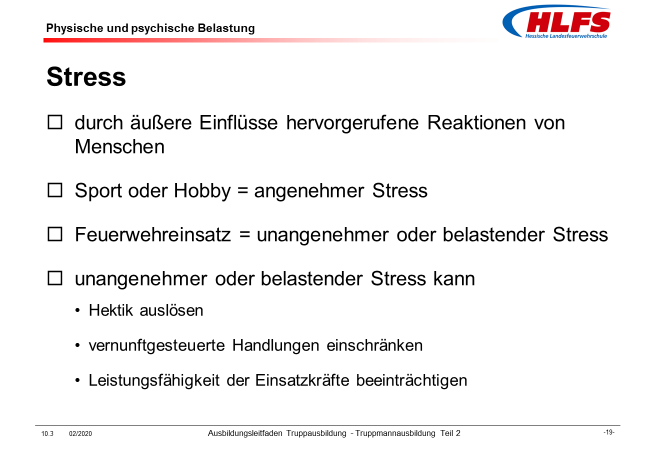 Physische und psychische Belastung
HLFS
Hessische Landesfeuerwehrschule
Stress
durch äußere Einflüsse hervorgerufene Reaktionen von
Menschen
Sport oder Hobby = angenehmer Stress
Feuerwehreinsatz = unangenehmer oder belastender Stress
unangenehmer oder belastender Stress kann
• Hektik auslösen
• vernunftgesteuerte Handlungen einschränken
• Leistungsfähigkeit der Einsatzkräfte beeinträchtigen
10.3 02/2020 Ausbildungsleitfaden Truppausbildung - Truppmannausbildung Teil 2 -19-